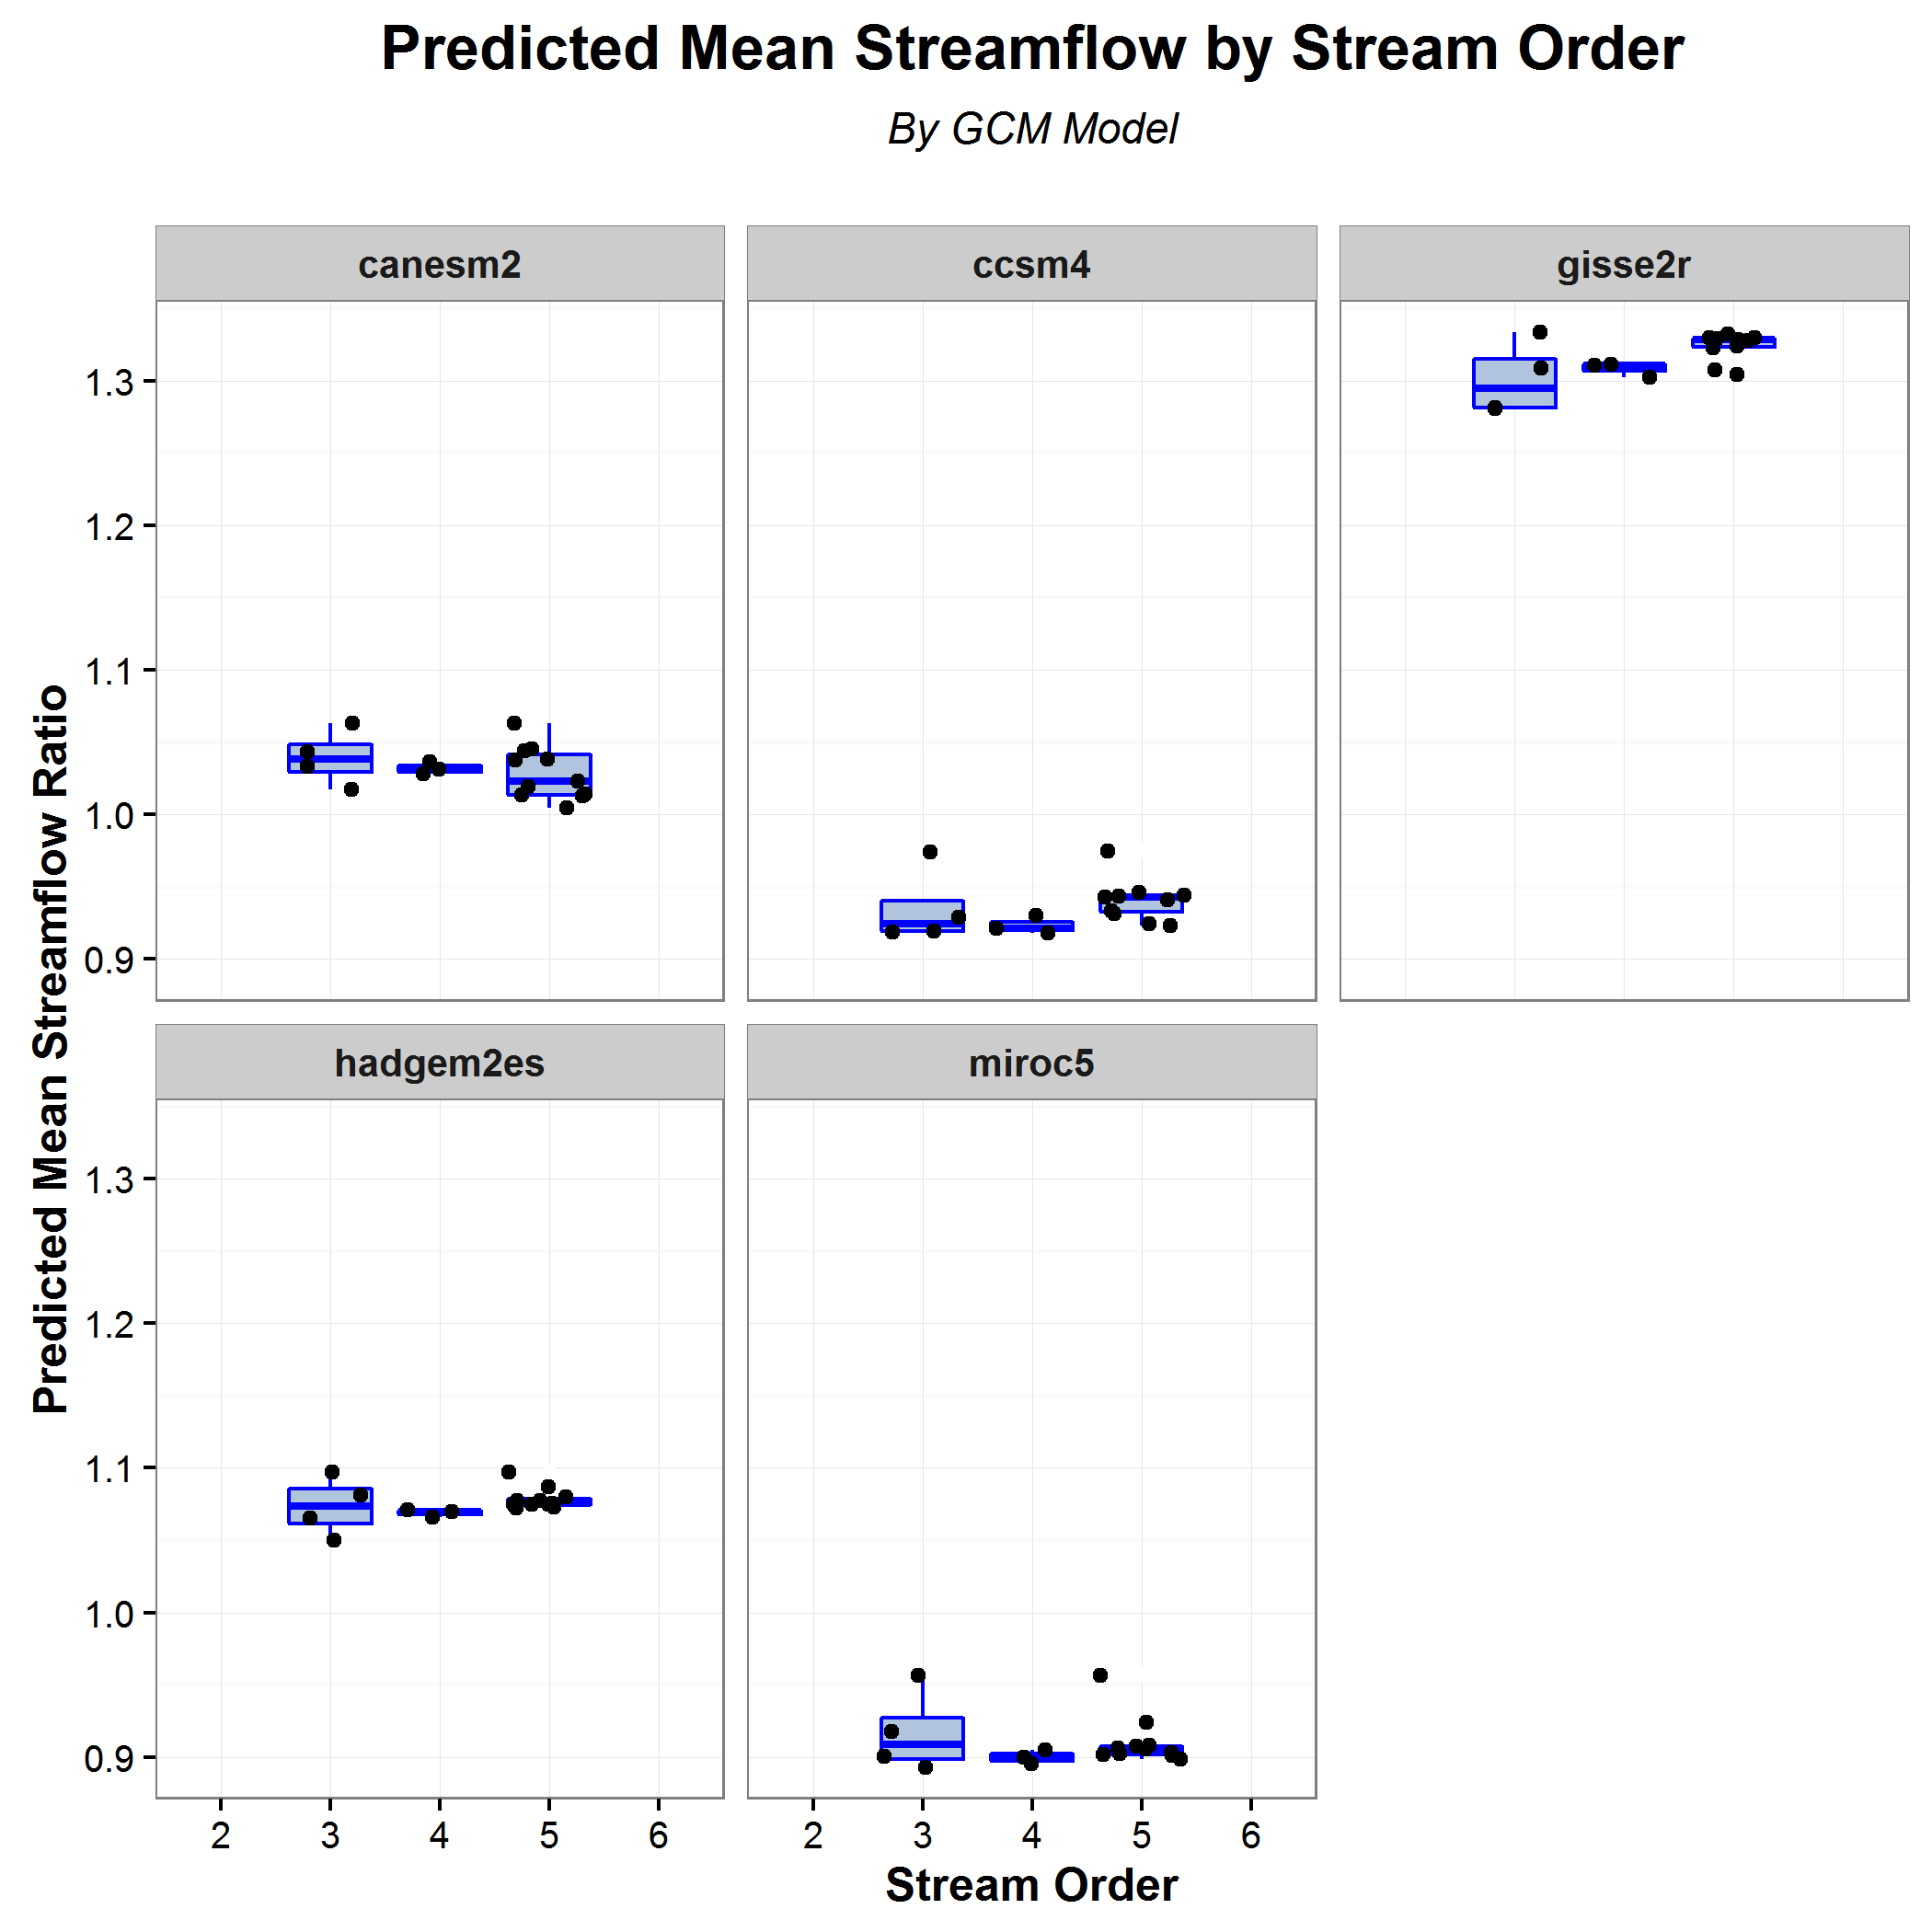 Predicted Mean Streamflow by Stream Order
By GCM Model
canesm2
ccsm4
gisse2r
1.3
1.2
1.1
1.0
0.9
Predicted Mean Streamflow Ratio
hadgem2es
miroc5
1.3
1.2
1.1
1.0
0.9
2 3 4 5 6
2 3 4 5 6
Stream Order